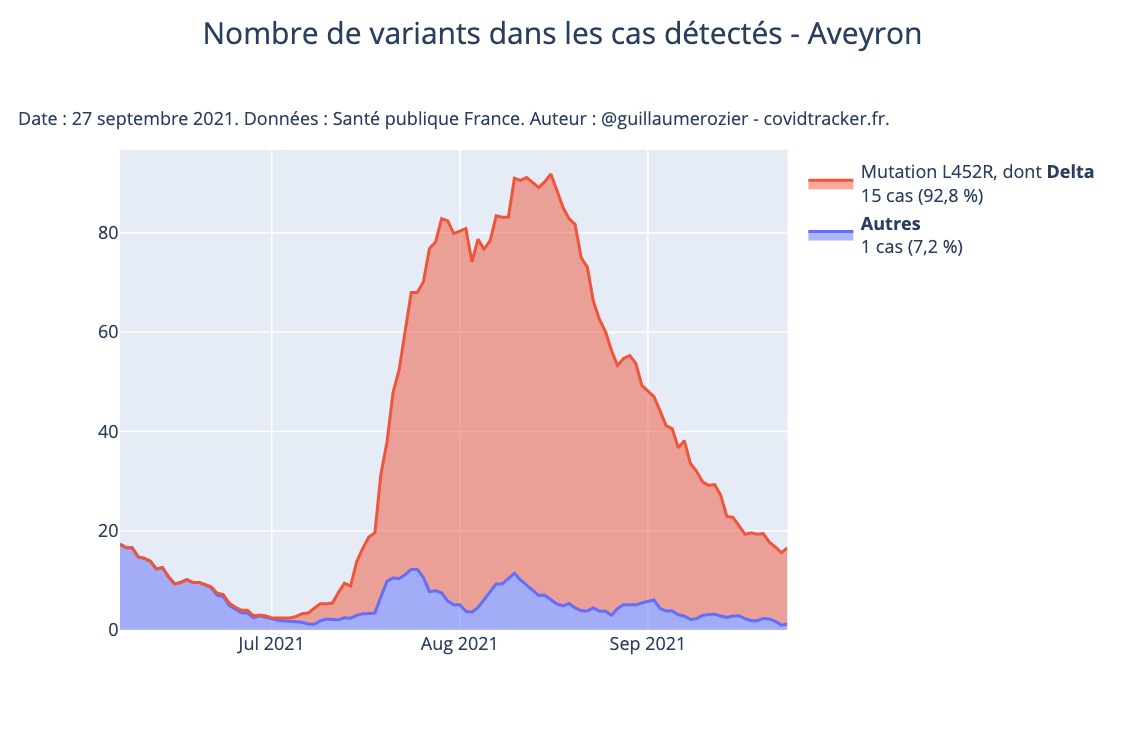 Nombre de variants dans les cas détectés - Aveyron
Date : 27 septembre 2021. Données : Santé publique France. Auteur : @guillaumerozier - covidtracker.fr.
Mutation L452R, dont Delta
15 cas (92,8 %)
Autres
1 cas (7,2 %)
80
60
40
20
0
Jul 2021
Aug 2021
Sep 2021